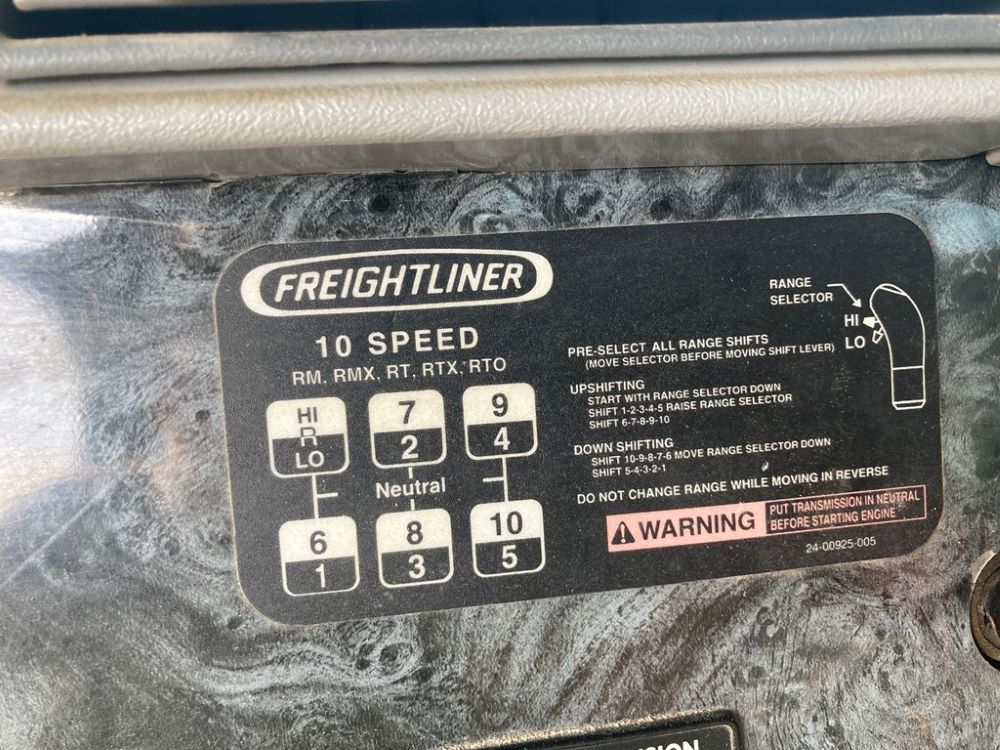 FREIGHTLINER
10 SPEED
RM, RMX, RT, RTX, RTO
HI
R
LO
7
2
9
4
Neutral
6
1
8
3
10
5
RANGE
SELECTOR
HI
LO
PRE-SELECT ALL RANGE SHIFTS
(MOVE SELECTOR BEFORE MOVING SHIFT LEVER)
UPSHIFTING
START WITH RANGE SELECTOR DOWN
SHIFT 1-2-3-4-5 RAISE RANGE SELECTOR
SHIFT 6-7-8-9-10
DOWN SHIFTING
SHIFT 10-9-8-7-6 MOVE RANGE SELECTOR DOWN
SHIFT 5-4-3-2-1
DO NOT CHANGE RANGE WHILE MOVING IN REVERSE
WARNING
PUT TRANSMISSION IN NEUTRAL
BEFORE STARTING ENGINE
24-00925-005